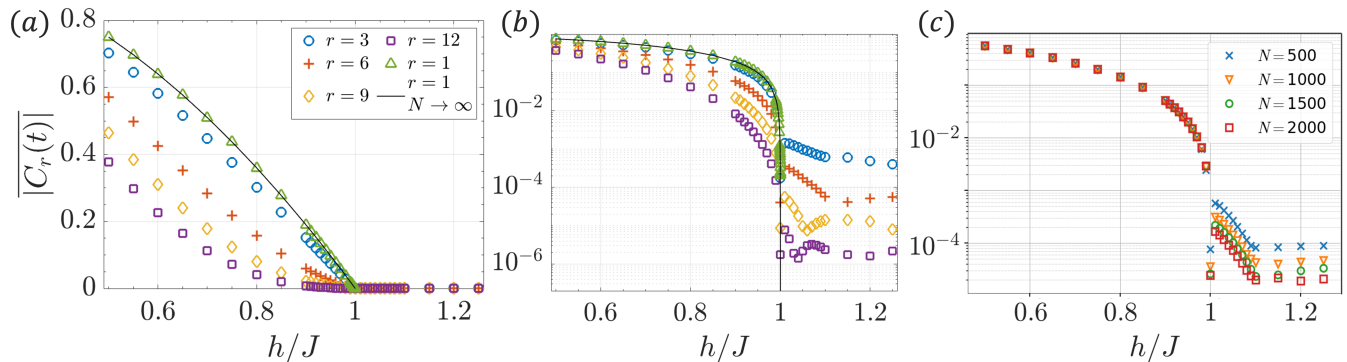 (a)
0.8
0.6
0.4
0.2
0
|C_r(t)|
r = 3
r = 12
r = 6
r = 1
r = 9
r = 1
N → ∞
0.6 0.8 1 1.2
h/J
(b)
10^{-2}
10^{-4}
10^{-6}
0.6 0.8 1 1.2
h/J
(c)
N = 500
N = 1000
N = 1500
N = 2000
10^{-2}
10^{-4}
0.6 0.8 1 1.2
h/J